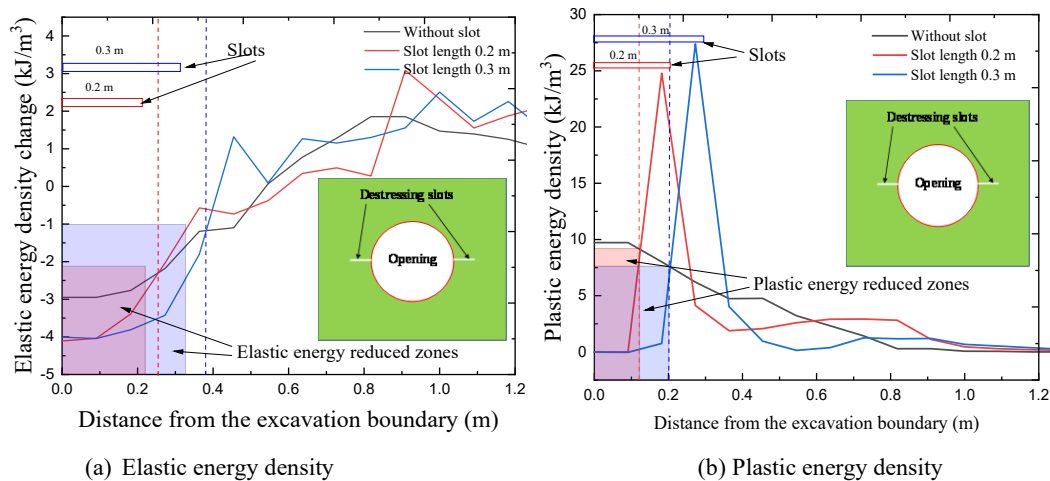 4
3
2
1
0
-1
-2
-3
-4
-5
Elastic energy density change (kJ/m³)
0.3 m
0.2 m
Slots
Without slot
Slot length 0.2 m
Slot length 0.3 m
Destressing slots
Opening
Elastic energy reduced zones
0.0 0.2 0.4 0.6 0.8 1.0 1.2
Distance from the excavation boundary (m)
(a) Elastic energy density
30
25
20
15
10
5
0
Plastic energy density (kJ/m³)
0.3 m
0.2 m
Slots
Without slot
Slot length 0.2 m
Slot length 0.3 m
Destressing slots
Opening
Plastic energy reduced zones
0.0 0.2 0.4 0.6 0.8 1.0 1.2
Distance from the excavation boundary (m)
(b) Plastic energy density